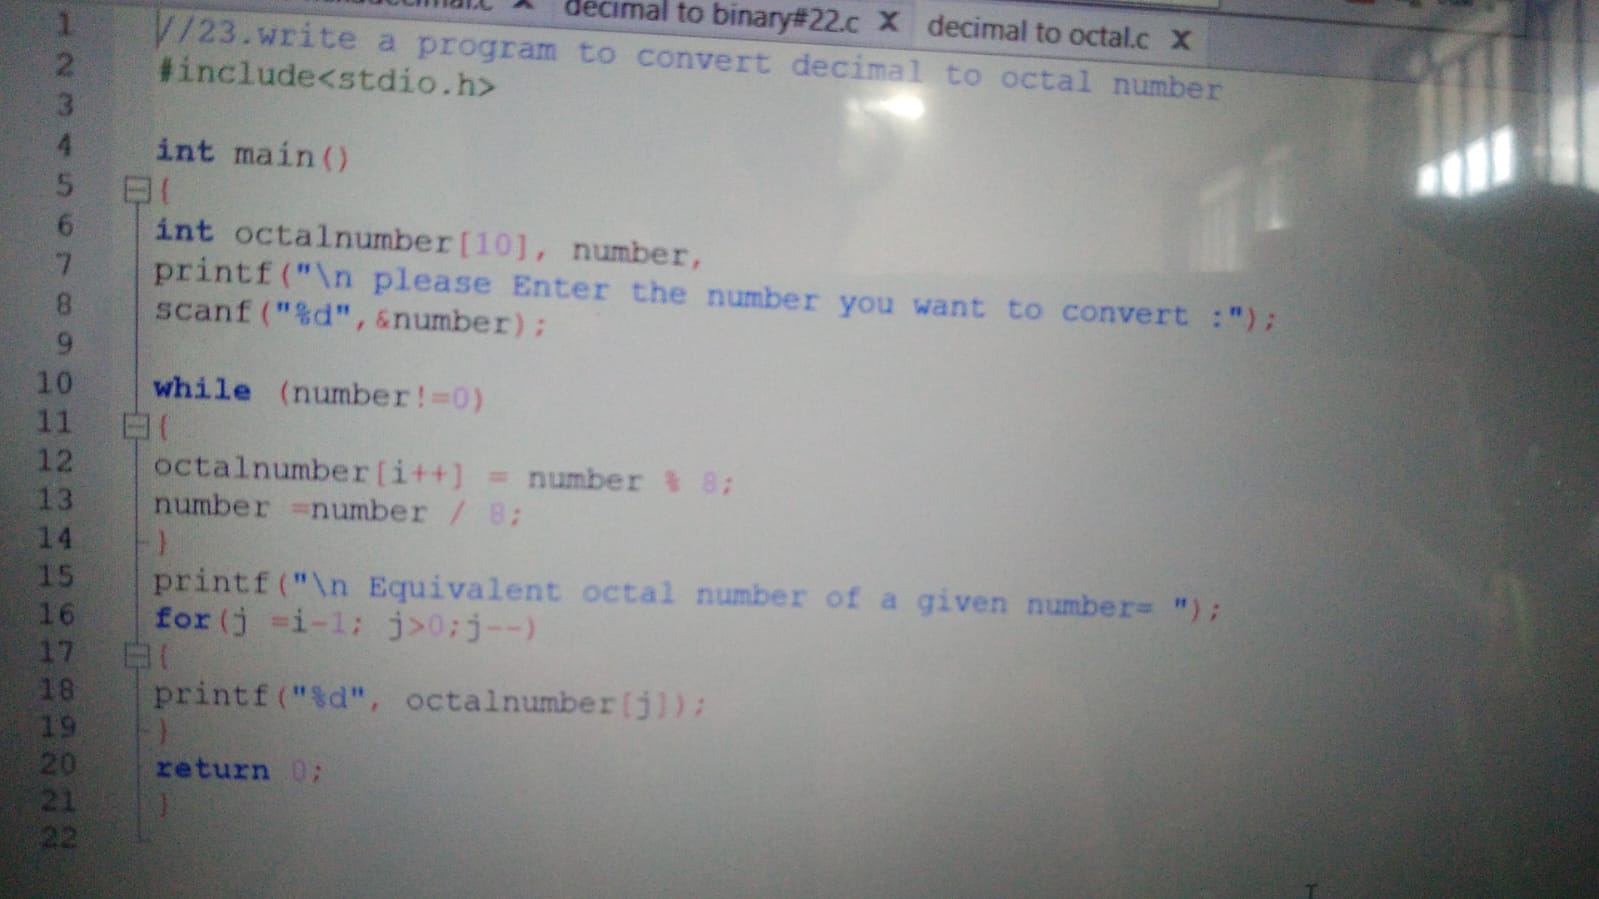 decimal to binary#22.c X decimal to octal.c X
1 //23.write a program to convert decimal to octal number
2 #include<stdio.h>
3
4 int main()
5 {
6 int octalnumber[10], number,
7 printf("\n please Enter the number you want to convert :");
8 scanf("%d",&number);
9
10 while (number!=0)
11 {
12 octalnumber[i++] = number % 8;
13 number =number / 8;
14 }
15 printf("\n Equivalent octal number of a given number= ");
16 for(j =i-1; j>0;j--)
17 {
18 printf("%d", octalnumber[j]);
19 }
20 return 0;
21 }
22